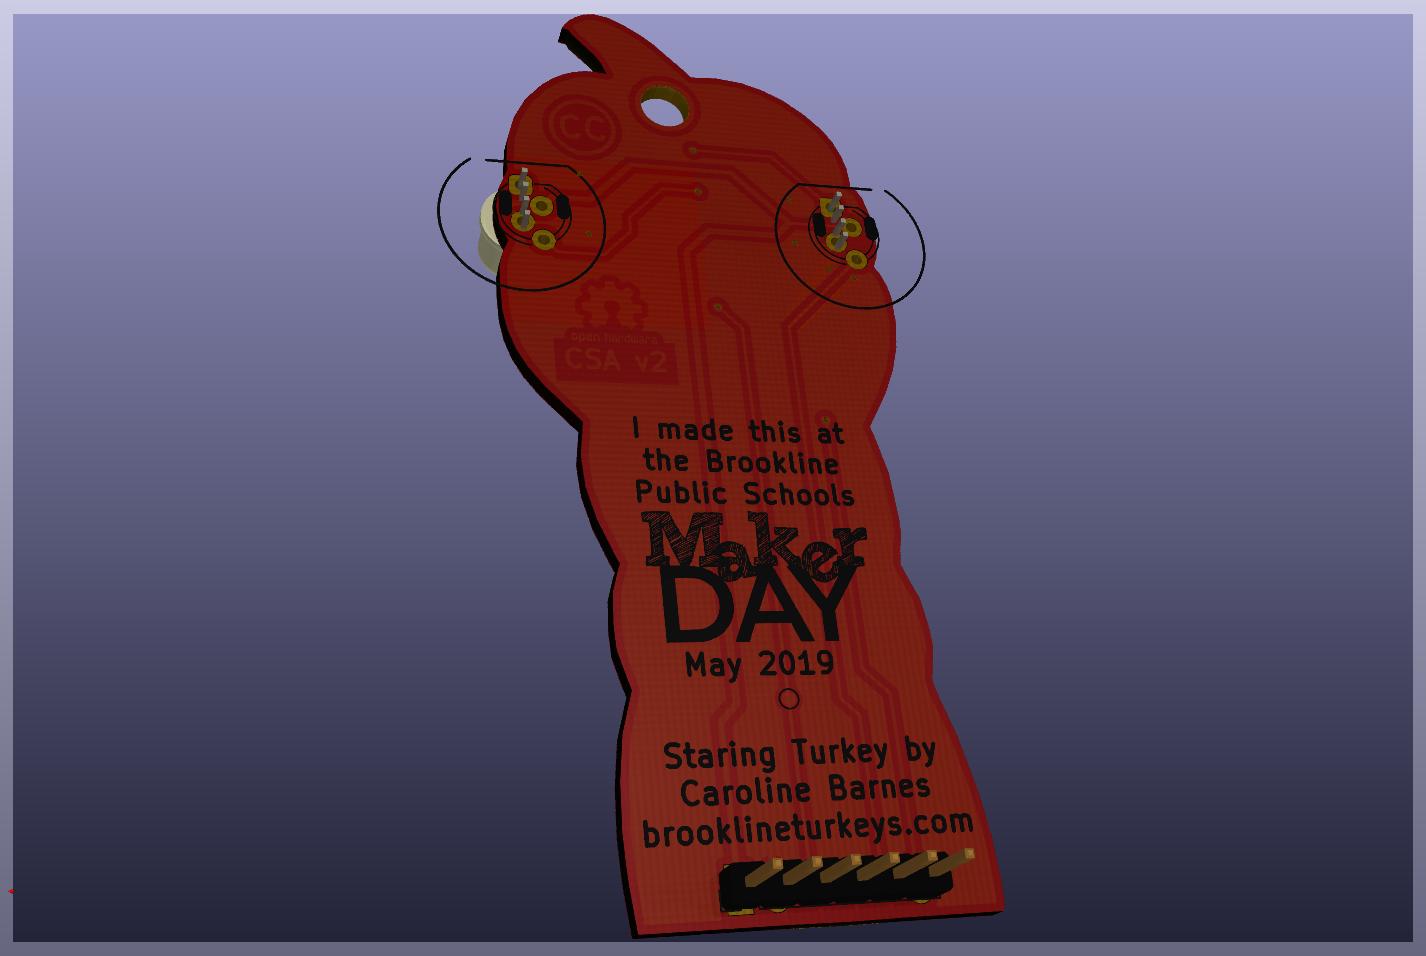 CC
open hardware
CSA v2
I made this at
the Brookline
Public Schools
Maker
DAY
May 2019
Staring Turkey by
Caroline Barnes
brooklineturkeys.com